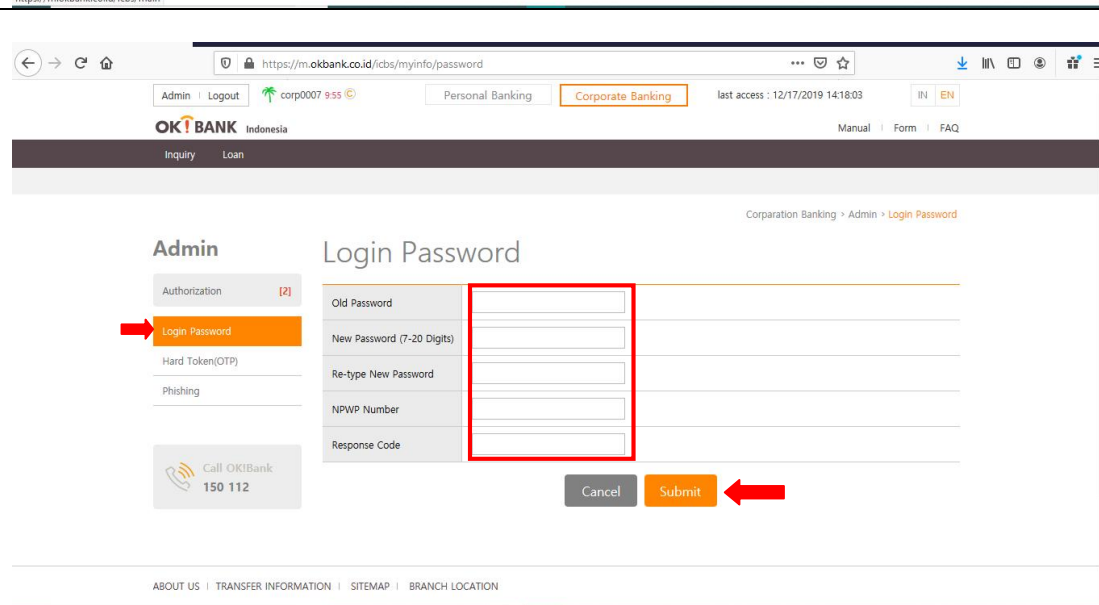 https://m.okbank.co.id/icbs/myinfo/password
Admin Logout corp0007 9:55 Personal Banking Corporate Banking last access : 12/17/2019 14:18:03 IN EN
OK! BANK Indonesia Manual Form FAQ
Inquiry Loan
Corparation Banking > Admin > Login Password
Admin
Login Password
Authorization [2]
Login Password
Hard Token(OTP)
Phishing
Old Password
New Password (7-20 Digits)
Re-type New Password
NPWP Number
Response Code
Call OK!Bank
150 112
Cancel Submit
ABOUT US TRANSFER INFORMATION SITEMAP BRANCH LOCATION